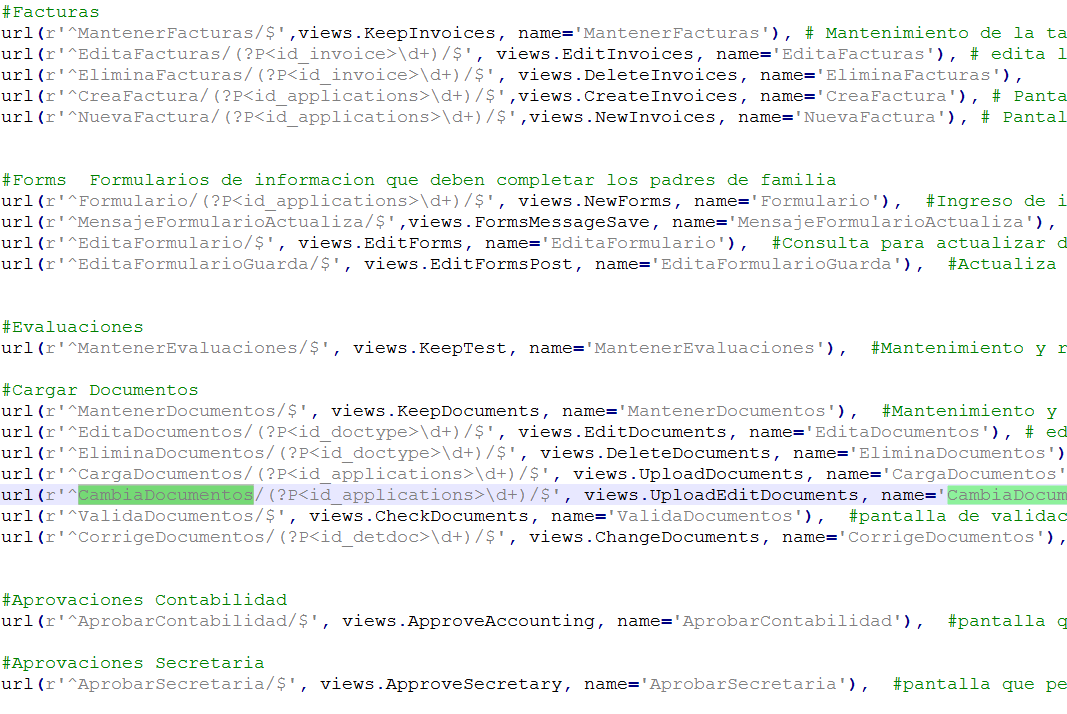 #Facturas
url(r'^MantenerFacturas/$',views.KeepInvoices, name='MantenerFacturas'), # Mantenimiento de la ta
url(r'^EditaFacturas/(?P<id_invoice>\d+)/$', views.EditInvoices, name='EditaFacturas'), # edita l
url(r'^EliminaFacturas/(?P<id_invoice>\d+)/$', views.DeleteInvoices, name='EliminaFacturas'),
url(r'^CreaFactura/(?P<id_applications>\d+)/$',views.CreateInvoices, name='CreaFactura'), # Panta
url(r'^NuevaFactura/(?P<id_applications>\d+)/$',views.NewInvoices, name='NuevaFactura'), # Pantal
#Forms  Formularios de informacion que deben completar los padres de familia
url(r'^Formulario/(?P<id_applications>\d+)/$', views.NewForms, name='Formulario'),  #Ingreso de i
url(r'^MensajeFormularioActualiza/$',views.FormsMessageSave, name='MensajeFormularioActualiza'),
url(r'^EditaFormulario/$', views.EditForms, name='EditaFormulario'),  #Consulta para actualizar d
url(r'^EditaFormularioGuarda/$', views.EditFormsPost, name='EditaFormularioGuarda'),  #Actualiza
#Evaluaciones
url(r'^MantenerEvaluaciones/$', views.KeepTest, name='MantenerEvaluaciones'),  #Mantenimiento y r
#Cargar Documentos
url(r'^MantenerDocumentos/$', views.KeepDocuments, name='MantenerDocumentos'),  #Mantenimiento y
url(r'^EditaDocumentos/(?P<id_doctype>\d+)/$', views.EditDocuments, name='EditaDocumentos'), # ed
url(r'^EliminaDocumentos/(?P<id_doctype>\d+)/$', views.DeleteDocuments, name='EliminaDocumentos')
url(r'^CargaDocumentos/(?P<id_applications>\d+)/$', views.UploadDocuments, name='CargaDocumentos'
url(r'^CambiaDocumentos/(?P<id_applications>\d+)/$', views.UploadEditDocuments, name='CambiaDocum
url(r'^ValidaDocumentos/$', views.CheckDocuments, name='ValidaDocumentos'),  #pantalla de validac
url(r'^CorrigeDocumentos/(?P<id_detdoc>\d+)/$', views.ChangeDocuments, name='CorrigeDocumentos'),
#Aprovaciones Contabilidad
url(r'^AprobarContabilidad/$', views.ApproveAccounting, name='AprobarContabilidad'),  #pantalla q
#Aprovaciones Secretaria
url(r'^AprobarSecretaria/$', views.ApproveSecretary, name='AprobarSecretaria'),  #pantalla que pe